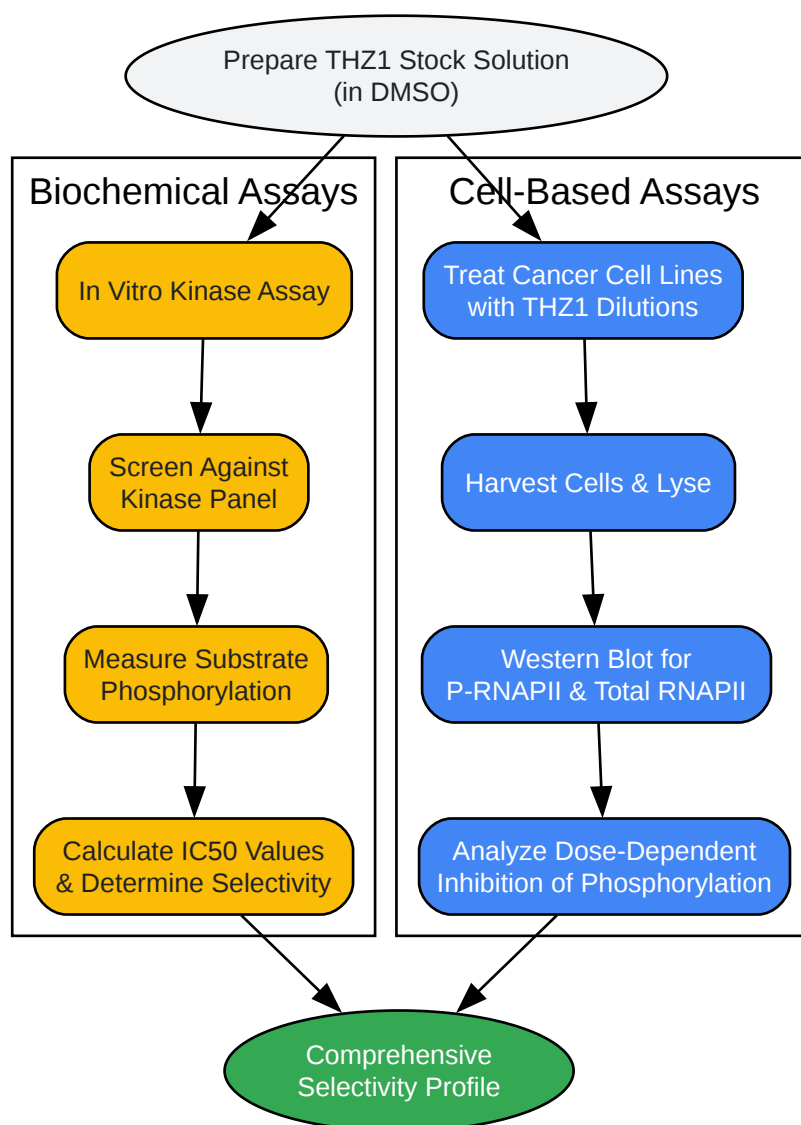 Prepare THZ1 Stock Solution
(in DMSO)
Biochemical Assays
In Vitro Kinase Assay
Screen Against
Kinase Panel
Measure Substrate
Phosphorylation
Calculate IC50 Values
& Determine Selectivity
Cell-Based Assays
Treat Cancer Cell Lines
with THZ1 Dilutions
Harvest Cells & Lyse
Western Blot for
P-RNAPII & Total RNAPII
Analyze Dose-Dependent
Inhibition of Phosphorylation
Comprehensive
Selectivity Profile